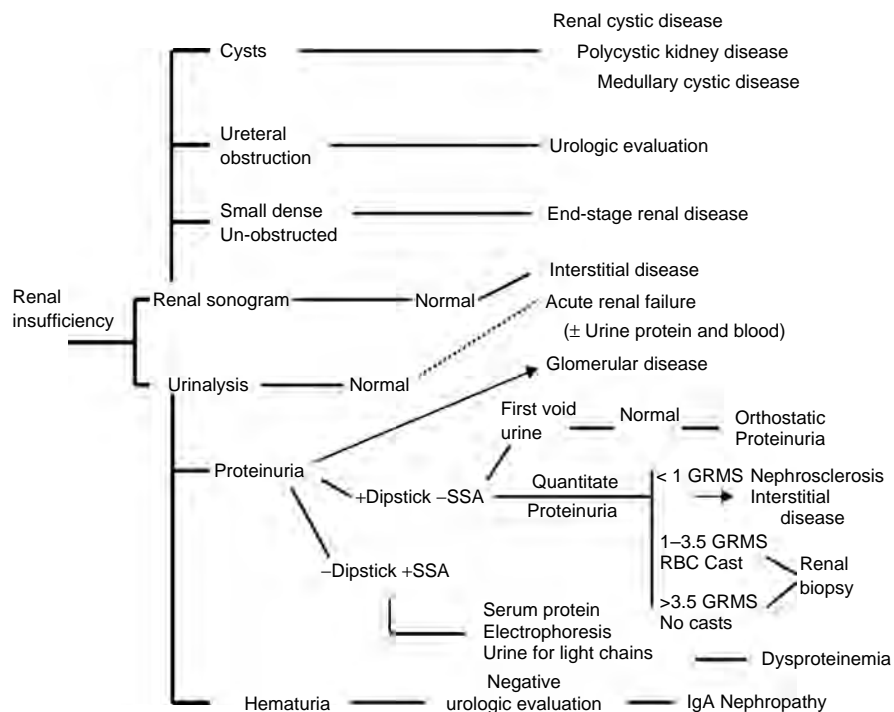 Renal cystic disease
Cysts
Polycystic kidney disease
Medullary cystic disease
Ureteral
obstruction
Urologic evaluation
Small dense
Un-obstructed
End-stage renal disease
Interstitial disease
Renal
insufficiency
Renal sonogram
Normal
Acute renal failure
(± Urine protein and blood)
Glomerular disease
Urinalysis
Normal
First void
urine
Normal
Orthostatic
Proteinuria
Proteinuria
+Dipstick –SSA
Quantitate
Proteinuria
< 1 GRMS
Nephrosclerosis
Interstitial
disease
1–3.5 GRMS
RBC Cast
Renal
biopsy
>3.5 GRMS
No casts
–Dipstick +SSA
Serum protein
Electrophoresis
Urine for light chains
Dysproteinemia
Hematuria
Negative
urologic evaluation
IgA Nephropathy